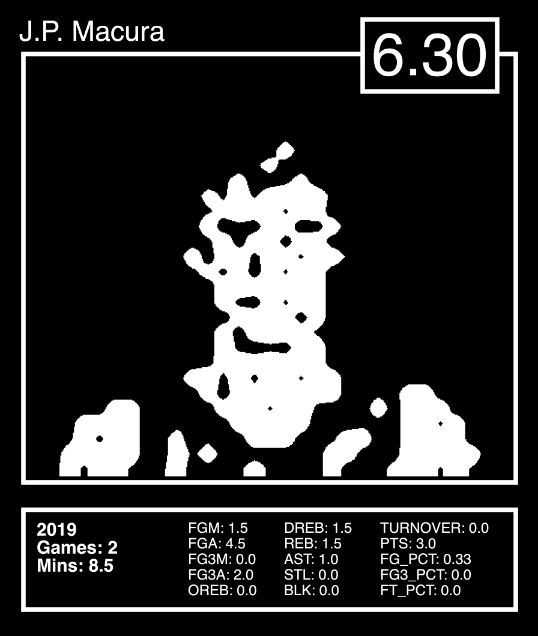 J.P. Macura
6.30
2019
Games: 2
Mins: 8.5
FGM: 1.5
FGA: 4.5
FG3M: 0.0
FG3A: 2.0
OREB: 0.0
DREB: 1.5
REB: 1.5
AST: 1.0
STL: 0.0
BLK: 0.0
TURNOVER: 0.0
PTS: 3.0
FG_PCT: 0.33
FG3_PCT: 0.0
FT_PCT: 0.0